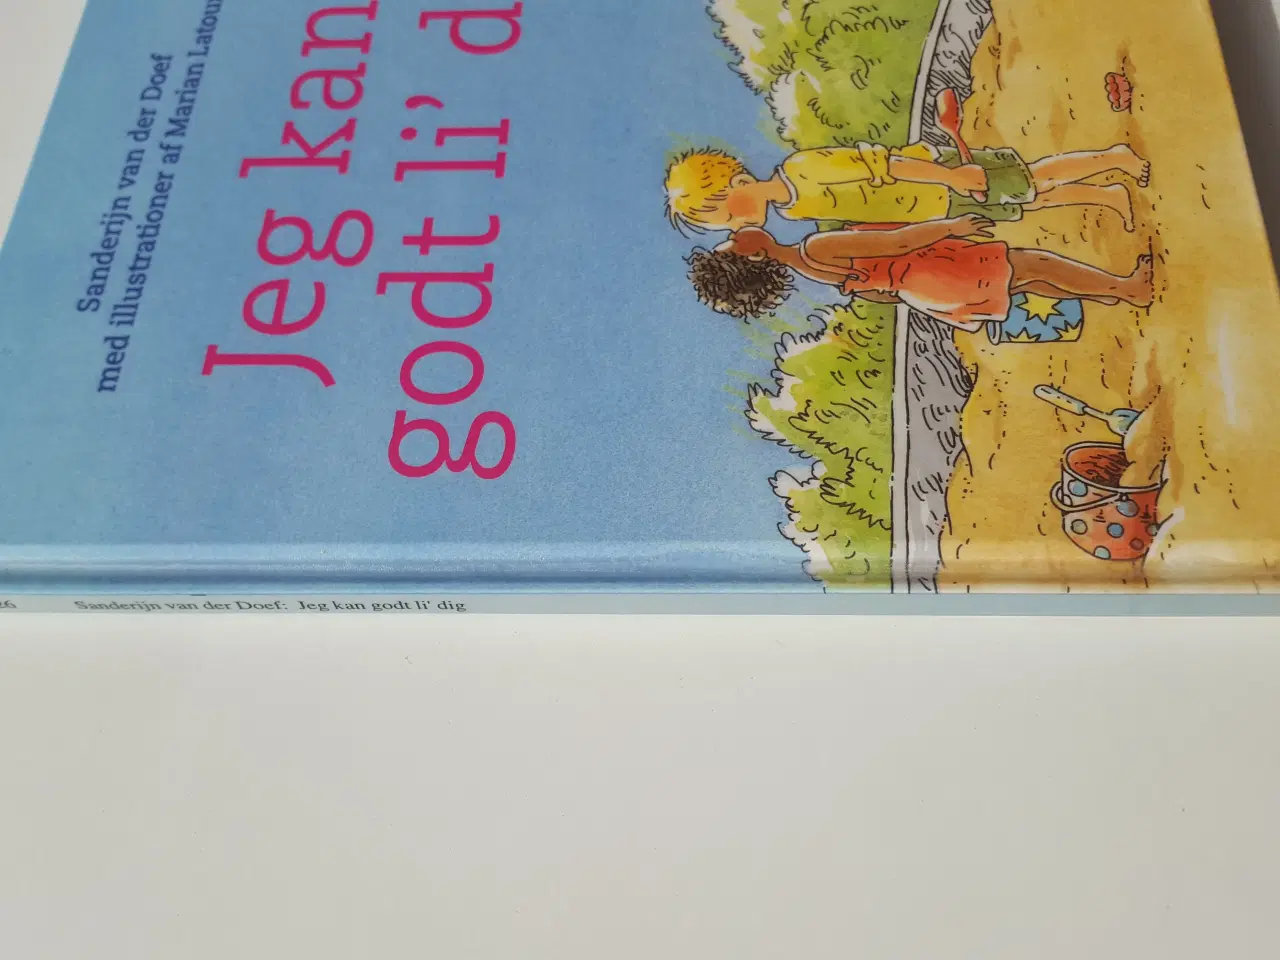 Sanderijn van der Doef
med illustrationer af Marian Latour
Jeg kan
godt li' d
26 Sanderijn van der Doef: Jeg kan godt li' dig